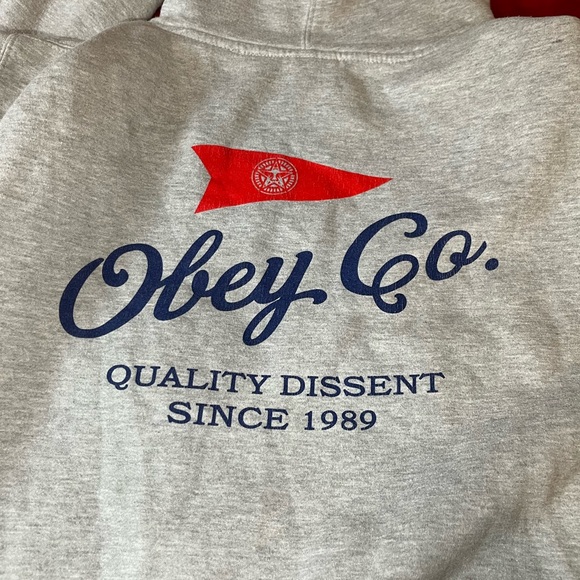 Obey Co.
QUALITY DISSENT
SINCE 1989